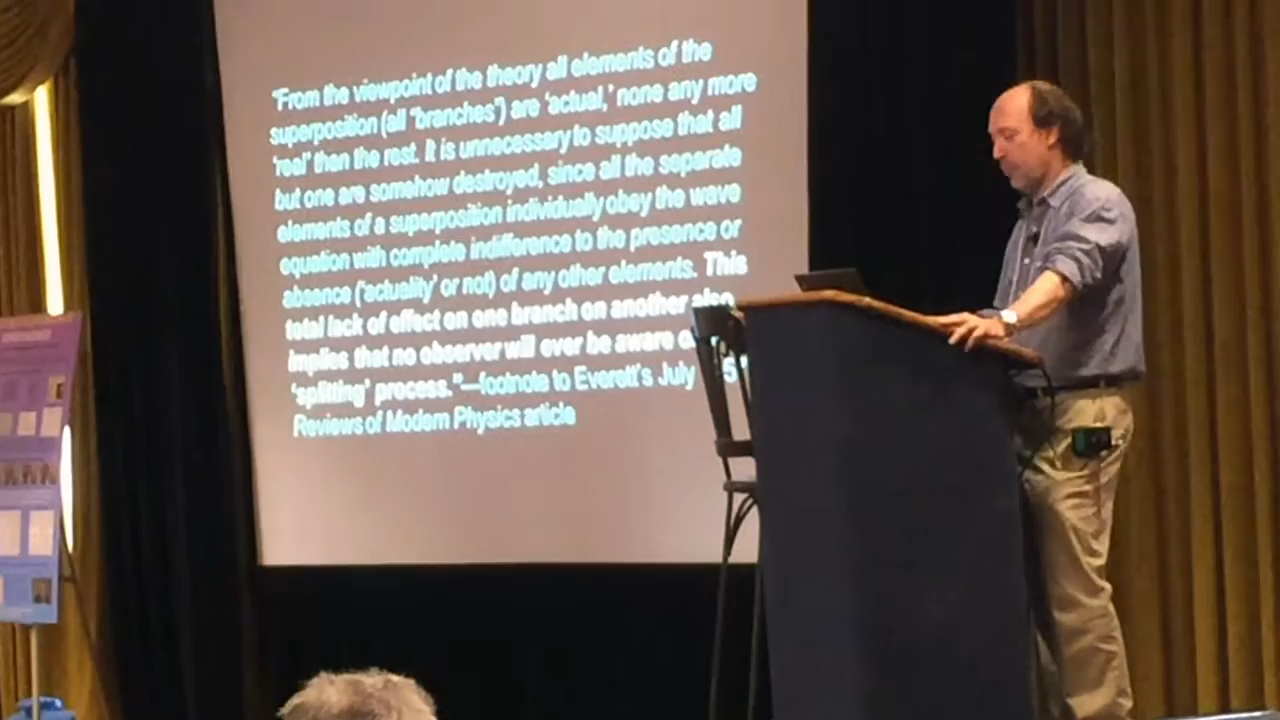 "From the viewpoint of the theory all elements of the
superposition (all "branches") are 'actual,' none any more
'real' than the rest. It is unnecessary to suppose that all
but one are somehow destroyed, since all the separate
elements of a superposition individually obey the wave
equation with complete indifference to the presence or
absence ('actuality' or not) of any other elements. This
total lack of effect on one branch on another also
implies that no observer will ever be aware
'splitting' process."—footnote to Everett's July
Reviews of Modern Physics article